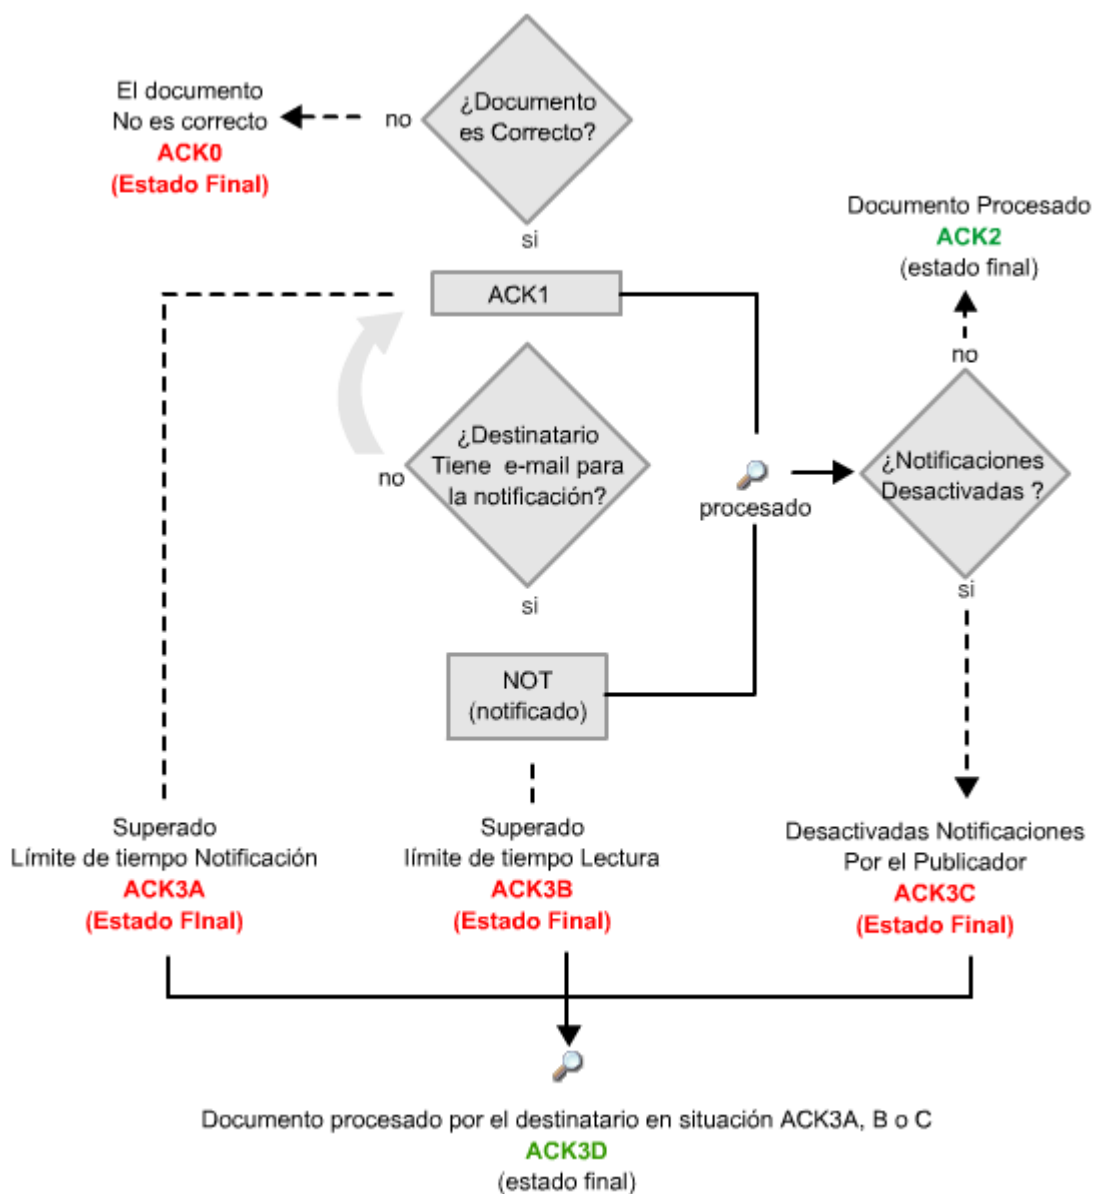 ¿Documento
es Correcto?
El documento
No es correcto
ACK0
(Estado Final)
no
si
Documento Procesado
ACK2
(estado final)
no
ACK1
¿Destinatario
Tiene e-mail para
la notificación?
no
si
procesado
¿Notificaciones
Desactivadas ?
si
NOT
(notificado)
Superado
Límite de tiempo Notificación
ACK3A
(Estado FInal)
Superado
límite de tiempo Lectura
ACK3B
(Estado Final)
Desactivadas Notificaciones
Por el Publicador
ACK3C
(Estado Final)
Documento procesado por el destinatario en situación ACK3A, B o C
ACK3D
(estado final)